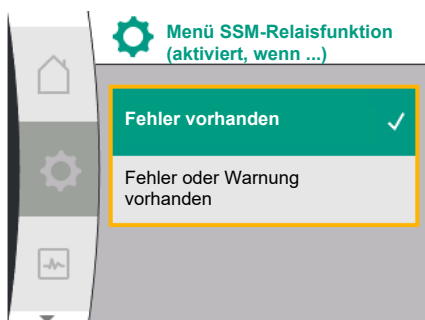 Menü SSM-Relaisfunktion
(aktiviert, wenn ...)
Fehler vorhanden
Fehler oder Warnung
vorhanden